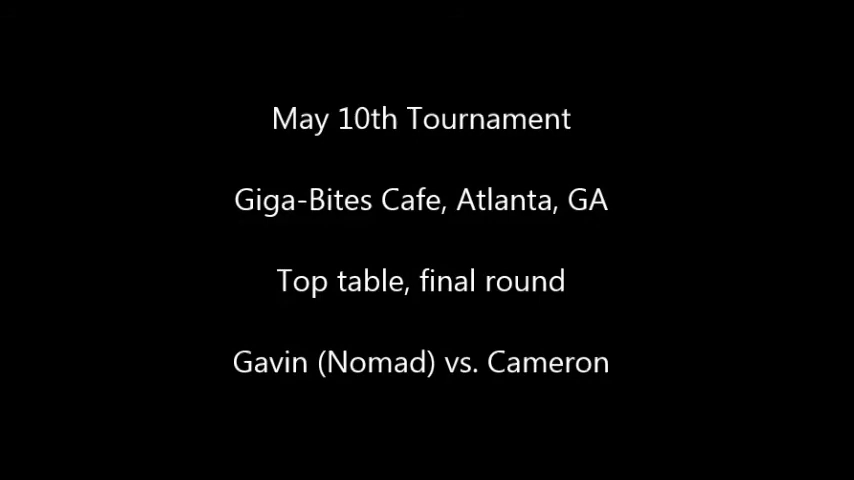 May 10th Tournament
Giga-Bites Cafe, Atlanta, GA
Top table, final round
Gavin (Nomad) vs. Cameron